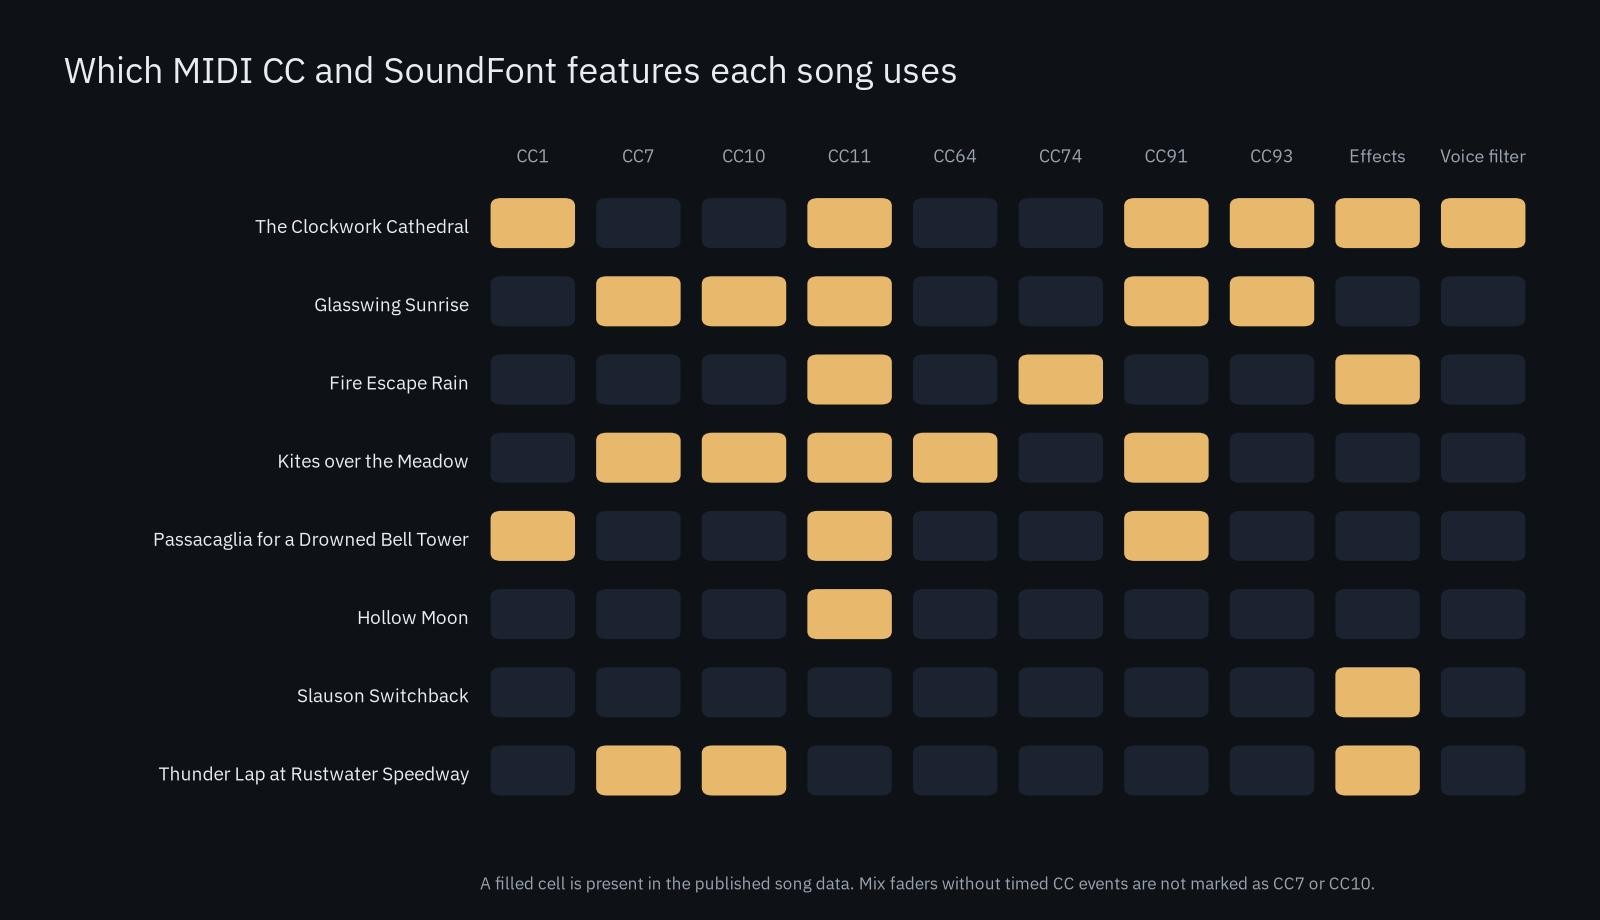 Which MIDI CC and SoundFont features each song uses
CC1 CC7 CC10 CC11 CC64 CC74 CC91 CC93 Effects Voice filter
The Clockwork Cathedral
Glasswing Sunrise
Fire Escape Rain
Kites over the Meadow
Passacaglia for a Drowned Bell Tower
Hollow Moon
Slauson Switchback
Thunder Lap at Rustwater Speedway
A filled cell is present in the published song data. Mix faders without timed CC events are not marked as CC7 or CC10.